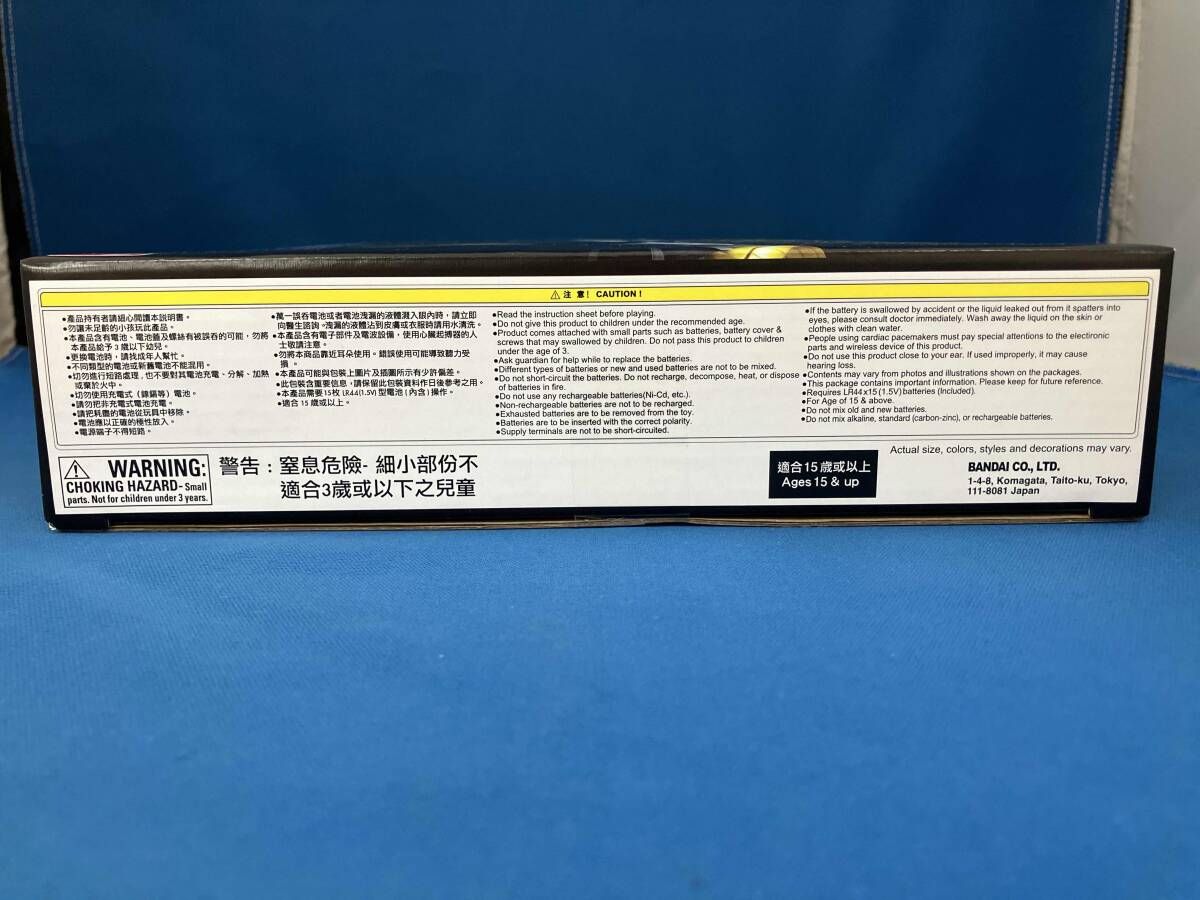 ⚠注 意! CAUTION!
•產品持有者請細心閱讀本說明書。
•勿讓未足齡的小孩玩此產品。
•本產品含有電池、電池蓋及螺絲有被誤吞的可能，勿將
本產品給予3歲以下幼兒。
•更換電池時，請找成年人幫忙。
•不同類型的電池或新舊電池不能混用。
•切勿進行短路處理，也不要對其電池充電、分解、加熱
或棄於火中。
•切勿使用充電式（鎳鎘等）電池。
•請勿把非充電式電池充電。
•請把耗盡的電池從玩具中移除。
•電池應以正確的極性放入。
•電源端子不得短路。
•萬一誤吞電池或者電池洩漏的液體濺入眼內時，請立即
向醫生諮詢。洩漏的液體沾到皮膚或衣服時請用水清洗。
•本產品含有電子部件及電波設備，使用心臟起搏器的人
士敬請注意。
•勿將本商品靠近耳朵使用。錯誤使用可能導致聽力受
損。
•本產品可能與包裝上圖片及插圖所示有少許偏差。
•此包裝含重要信息，請保留此包裝資料作日後參考之用。
•本產品需要15枚 LR44(1.5V)型電池(內含)操作。
•適合 15 歲或以上。
•Read the instruction sheet before playing.
•Do not give this product to children under the recommended age.
•Product comes attached with small parts such as batteries, battery cover &
screws that may swallowed by children. Do not pass this product to children
under the age of 3.
•Ask guardian for help while to replace the batteries.
•Different types of batteries or new and used batteries are not to be mixed.
•Do not short-circuit the batteries. Do not recharge, decompose, heat, or dispose
of batteries in fire.
•Do not use any rechargeable batteries(Ni-Cd, etc.).
•Non-rechargeable batteries are not to be recharged.
•Exhausted batteries are to be removed from the toy.
•Batteries are to be inserted with the correct polarity.
•Supply terminals are not to be short-circuited.
•If the battery is swallowed by accident or the liquid leaked out from it spatters into
eyes, please consult doctor immediately. Wash away the liquid on the skin or
clothes with clean water.
•People using cardiac pacemakers must pay special attentions to the electronic
parts and wireless device of this product.
•Do not use this product close to your ear. If used improperly, it may cause
hearing loss.
•Contents may vary from photos and illustrations shown on the packages.
•This package contains important information. Please keep for future reference.
•Requires LR44x15(1.5V) batteries (Included).
•For Age of 15 & above.
•Do not mix old and new batteries.
•Do not mix alkaline, standard (carbon-zinc), or rechargeable batteries.
Actual size, colors, styles and decorations may vary.
⚠ WARNING:
CHOKING HAZARD-Small
parts. Not for children under 3 years.
警告：窒息危險- 細小部份不
適合3歲或以下之兒童
適合15歲或以上
Ages 15 & up
BANDAI CO., LTD.
1-4-8, Komagata, Taito-ku, Tokyo,
111-8081 Japan